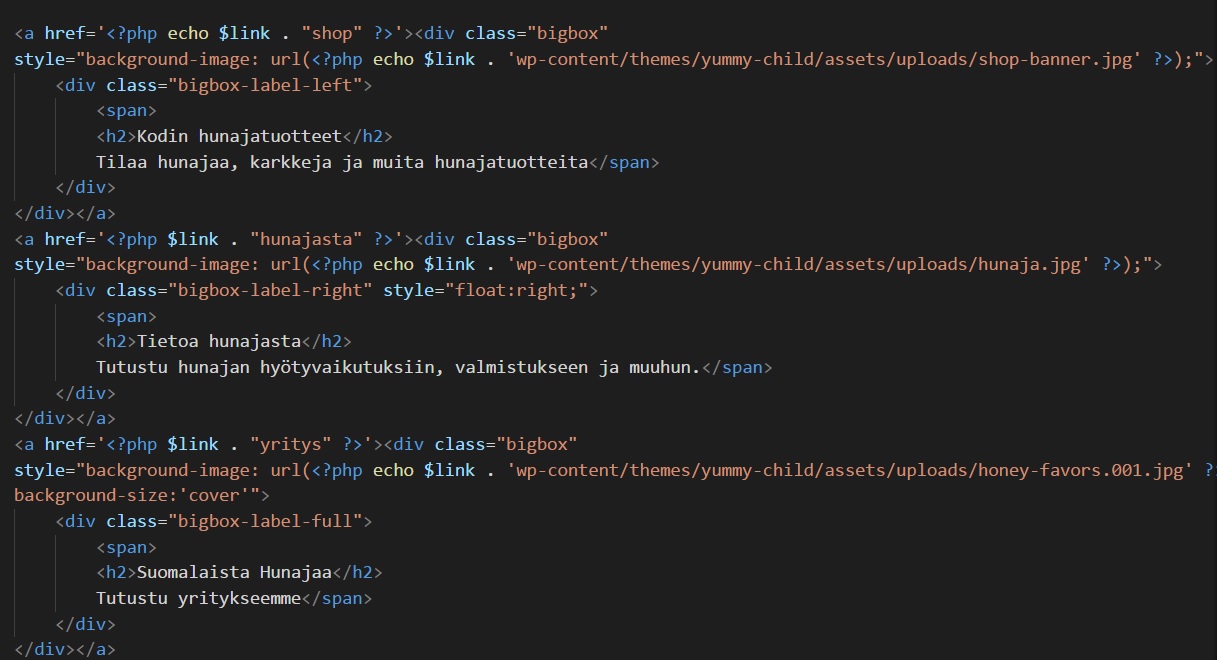 <a href='<?php echo $link . "shop" ?>'><div class="bigbox"
style="background-image: url(<?php echo $link . 'wp-content/themes/yummy-child/assets/uploads/shop-banner.jpg' ?>);">
    <div class="bigbox-label-left">
        <span>
        <h2>Kodin hunajatuotteet</h2>
        Tilaa hunajaa, karkkeja ja muita hunajatuotteita</span>
    </div>
</div></a>
<a href='<?php $link . "hunajasta" ?>'><div class="bigbox"
style="background-image: url(<?php echo $link . 'wp-content/themes/yummy-child/assets/uploads/hunaja.jpg' ?>);">
    <div class="bigbox-label-right" style="float:right;">
        <span>
        <h2>Tietoa hunajasta</h2>
        Tutustu hunajan hyötyvaikutuksiin, valmistukseen ja muuhun.</span>
    </div>
</div></a>
<a href='<?php $link . "yritys" ?>'><div class="bigbox"
style="background-image: url(<?php echo $link . 'wp-content/themes/yummy-child/assets/uploads/honey-favors.001.jpg' ?
background-size:'cover'">
    <div class="bigbox-label-full">
        <span>
        <h2>Suomalaista Hunajaa</h2>
        Tutustu yritykseemme</span>
    </div>
</div></a>